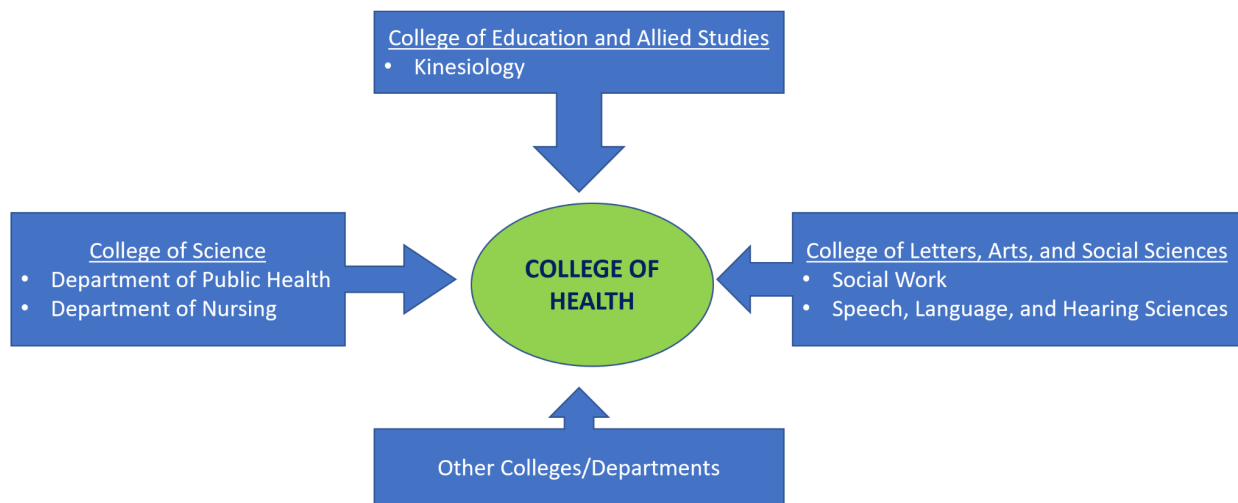 College of Education and Allied Studies
• Kinesiology
College of Science
• Department of Public Health
• Department of Nursing
COLLEGE OF
HEALTH
College of Letters, Arts, and Social Sciences
• Social Work
• Speech, Language, and Hearing Sciences
Other Colleges/Departments